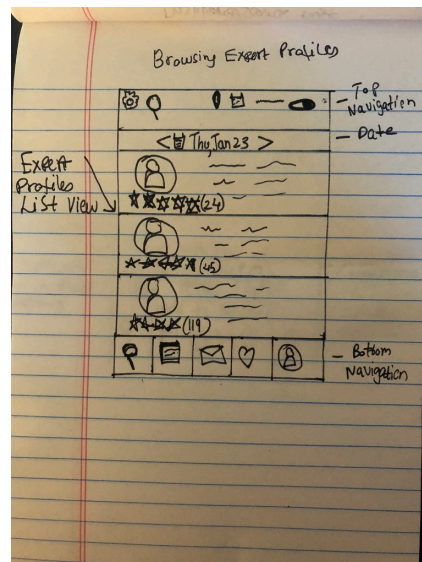 Browsing Expert Profiles
Top
Navigation
Date
< Thu, Jan 23 >
Expert
Profiles
List View
(24)
(45)
(119)
Bottom
Navigation